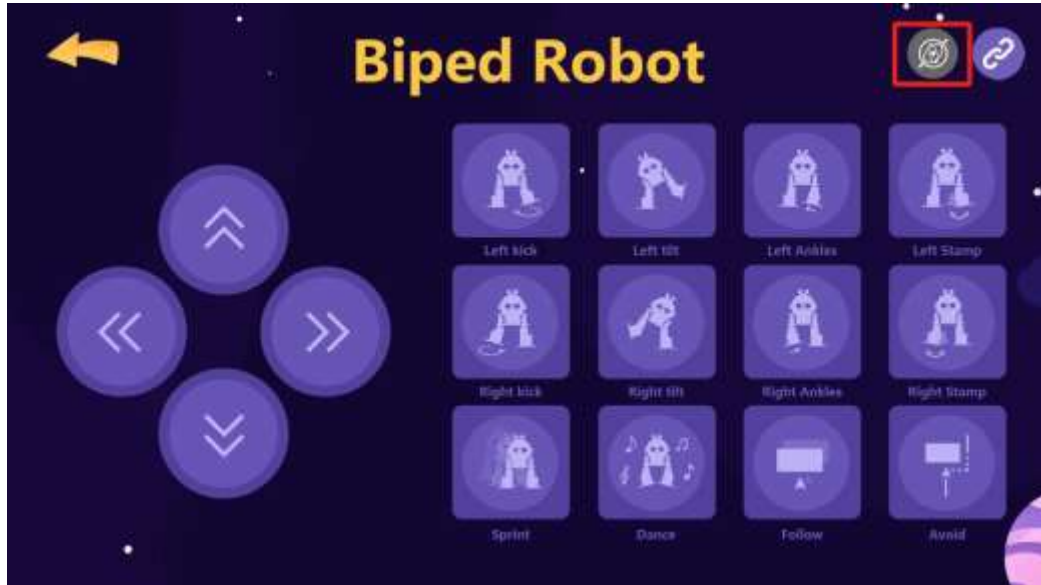 Biped Robot
Left kick
Left tilt
Left Ankles
Left Stamp
Right kick
Right tilt
Right Ankles
Right Stamp
Sprint
Dance
Follow
Avoid